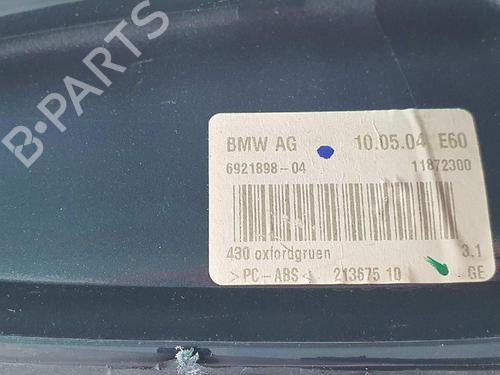 B-PARTS
BMW AG 10.05.04 E60
6921898-04 11872300
430 oxfordgruen 3.1
>PC-ABS< 213675 10 GE